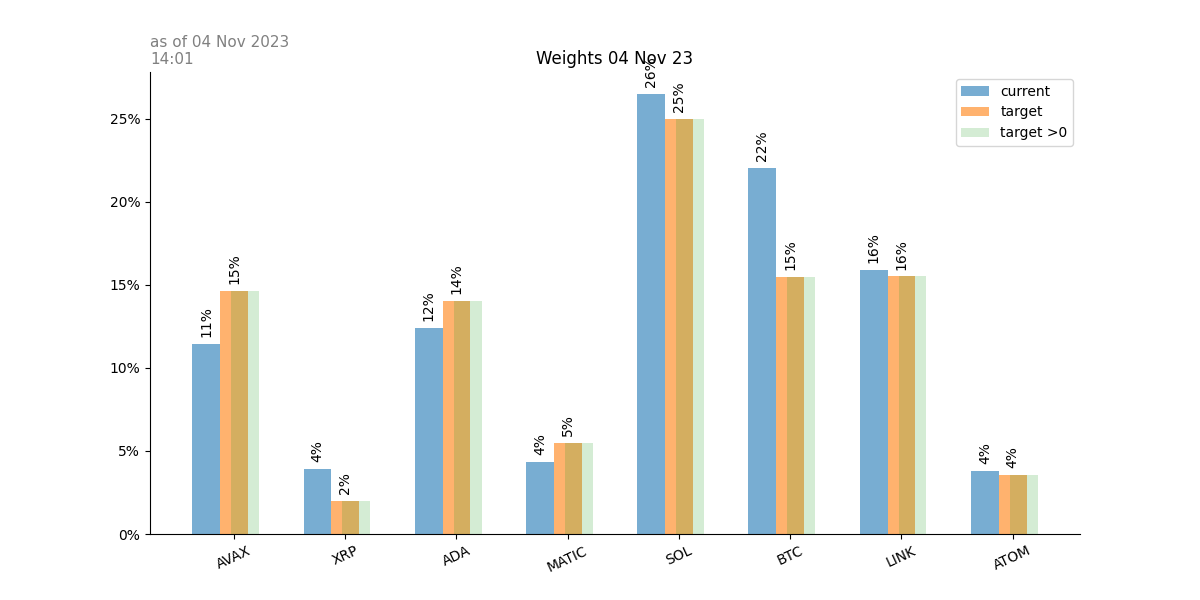 as of 04 Nov 2023
14:01
Weights 04 Nov 23
current
target
target >0
25%
20%
15%
10%
5%
0%
11%
15%
4%
2%
12%
14%
4%
5%
26%
25%
22%
15%
16%
16%
4%
4%
AVAX
XRP
ADA
MATIC
SOL
BTC
LINK
ATOM